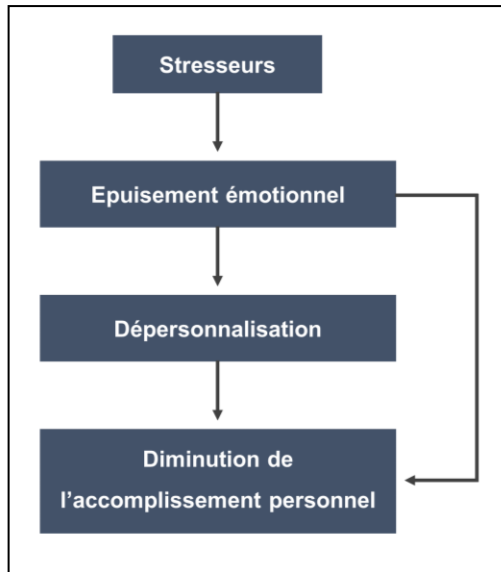 Stresseurs
Epuisement émotionnel
Dépersonnalisation
Diminution de
l’accomplissement personnel